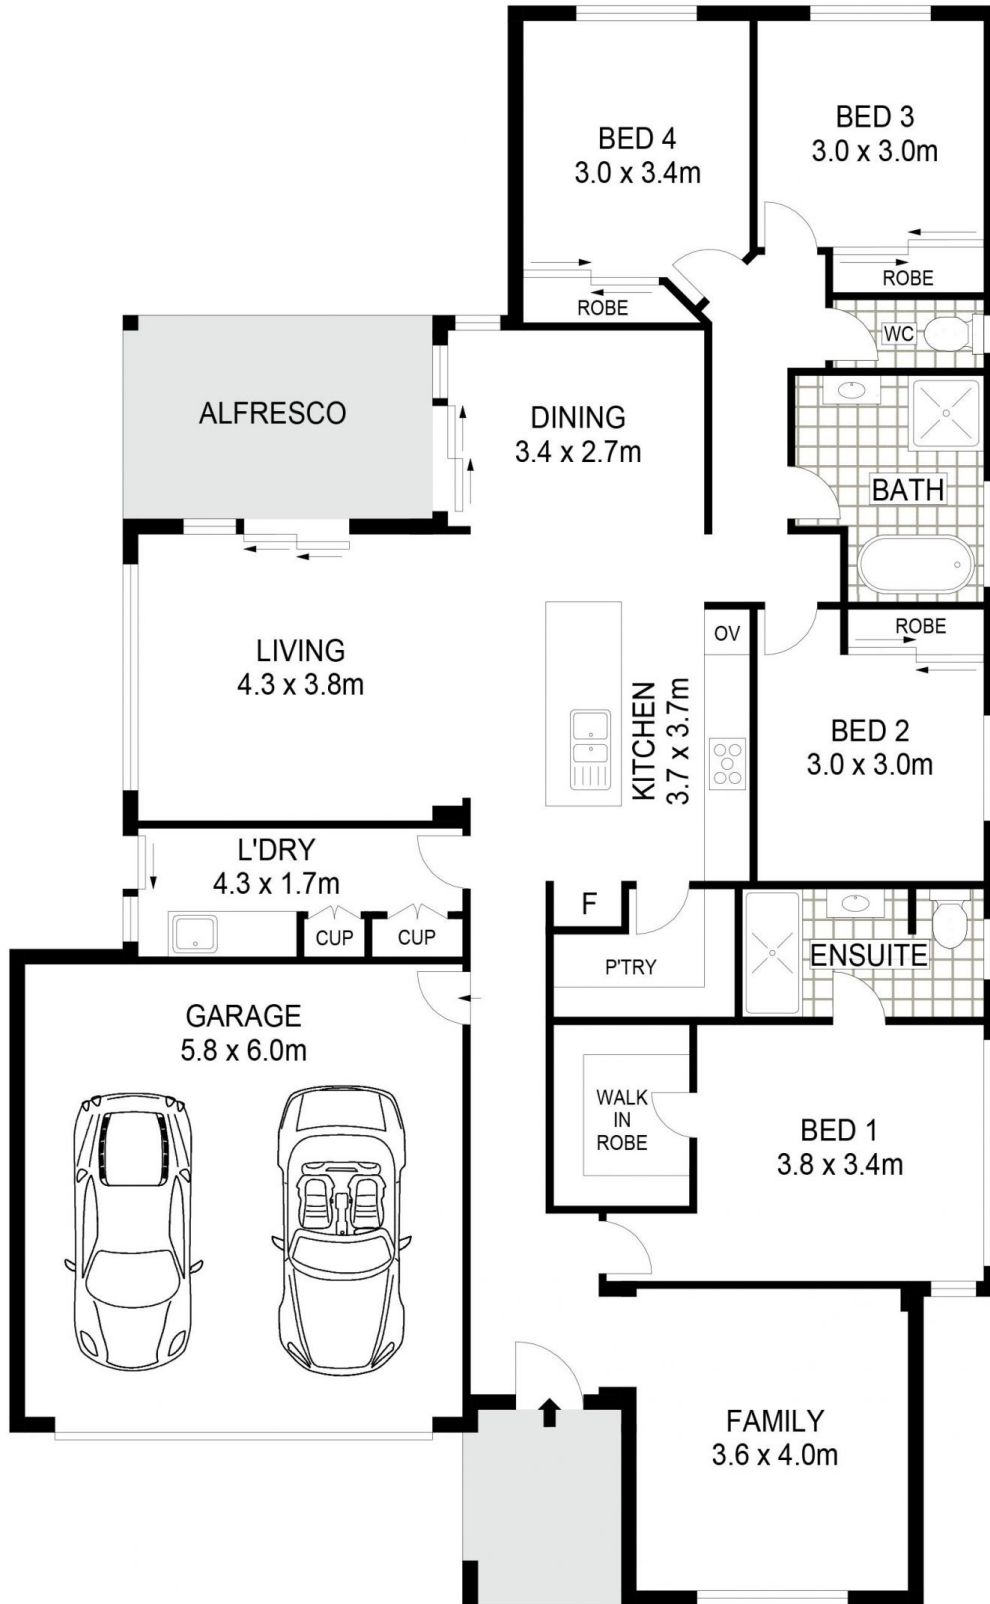 BED 4
3.0 x 3.4m
BED 3
3.0 x 3.0m
ROBE
ROBE
WC
ALFRESCO
DINING
3.4 x 2.7m
BATH
LIVING
4.3 x 3.8m
KITCHEN
3.7 x 3.7m
OV
ROBE
BED 2
3.0 x 3.0m
L'DRY
4.3 x 1.7m
CUP
CUP
F
P'TRY
ENSUITE
GARAGE
5.8 x 6.0m
WALK
IN
ROBE
BED 1
3.8 x 3.4m
FAMILY
3.6 x 4.0m